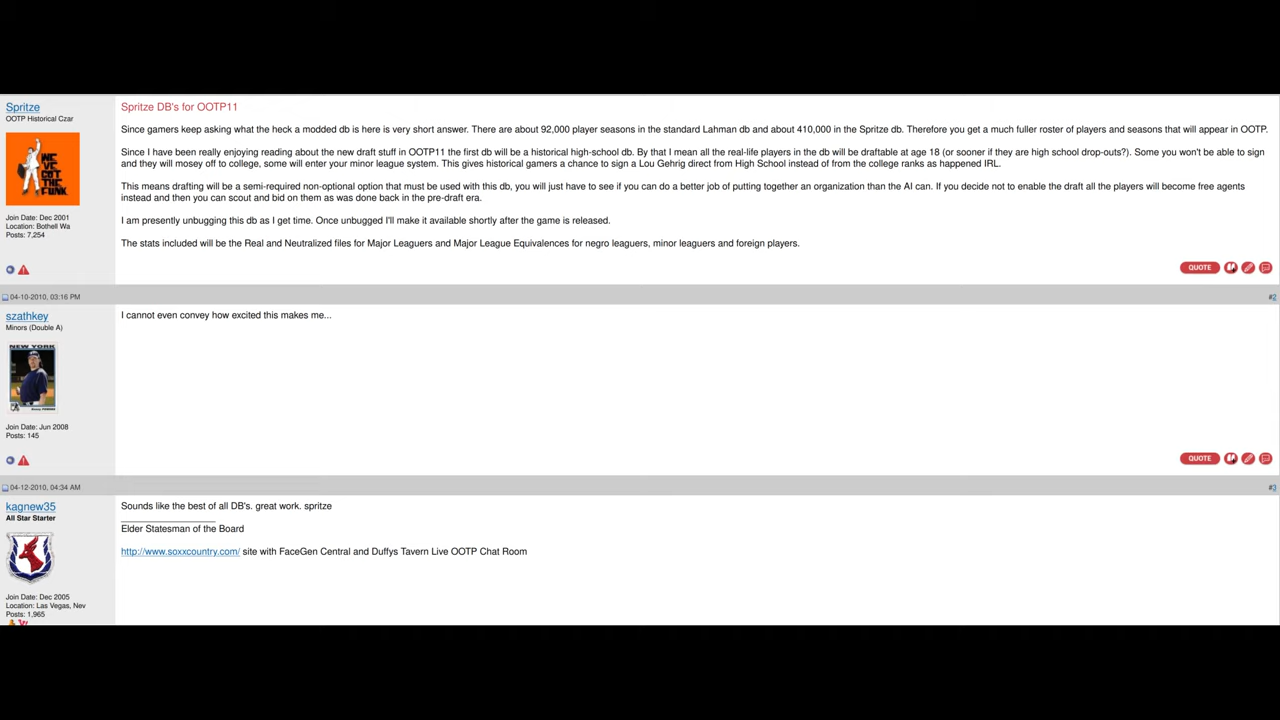 Spritze
OOTP Historical Czar
WE'VE GOT THE FUNK
Join Date: Dec 2001
Location: Bothell Wa
Posts: 7,254
Spritze DB's for OOTP11
Since gamers keep asking what the heck a modded db is here is very short answer. There are about 92,000 player seasons in the standard Lahman db and about 410,000 in the Spritze db. Therefore you get a much fuller roster of players and seasons that will appear in OOTP.
Since I have been really enjoying reading about the new draft stuff in OOTP11 the first db will be a historical high-school db. By that I mean all the real-life players in the db will be draftable at age 18 (or sooner if they are high school drop-outs?). Some you won't be able to sign
and they will mosey off to college, some will enter your minor league system. This gives historical gamers a chance to sign a Lou Gehrig direct from High School instead of from the college ranks as happened IRL.
This means drafting will be a semi-required non-optional option that must be used with this db, you will just have to see if you can do a better job of putting together an organization than the AI can. If you decide not to enable the draft all the players will become free agents
instead and then you can scout and bid on them as was done back in the pre-draft era.
I am presently unbugging this db as I get time. Once unbugged I'll make it available shortly after the game is released.
The stats included will be the Real and Neutralized files for Major Leaguers and Major League Equivalences for negro leaguers, minor leaguers and foreign players.
QUOTE
04-10-2010, 03:16 PM #2
szathkey
Minors (Double A)
NEW YORK
Join Date: Jun 2008
Posts: 145
I cannot even convey how excited this makes me...
QUOTE
04-12-2010, 04:34 AM #3
kagnew35
All Star Starter
Join Date: Dec 2005
Location: Las Vegas, Nev
Posts: 1,965
Sounds like the best of all DB's. great work. spritze
Elder Statesman of the Board
http://www.soxxcountry.com/ site with FaceGen Central and Duffys Tavern Live OOTP Chat Room